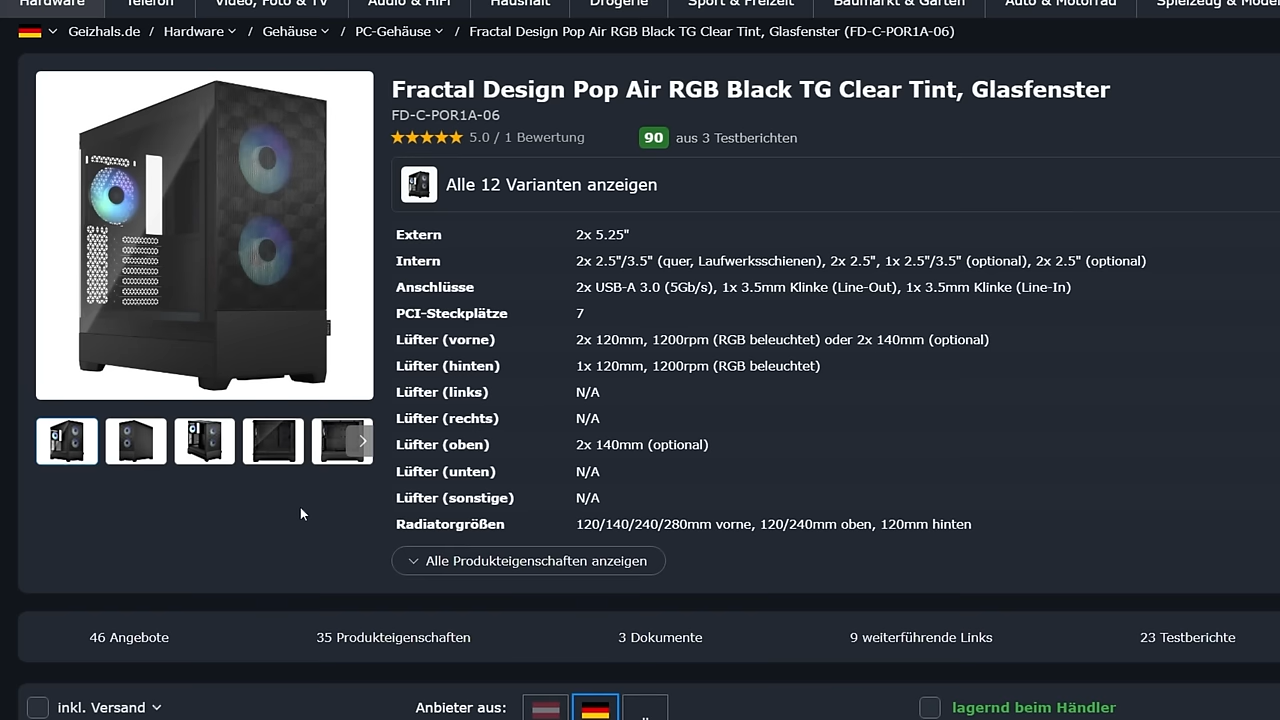 Hardware Telefon Video, Foto & TV Audio & HiFi Haushalt Drogerie Sport & Freizeit Baumarkt & Garten Auto & Motorrad Spielzeug &
Geizhals.de / Hardware / Gehäuse / PC-Gehäuse / Fractal Design Pop Air RGB Black TG Clear Tint, Glasfenster (FD-C-POR1A-06)
Fractal Design Pop Air RGB Black TG Clear Tint, Glasfenster
FD-C-POR1A-06
5.0 / 1 Bewertung 90 aus 3 Testberichten
Alle 12 Varianten anzeigen
Extern 2x 5.25"
Intern 2x 2.5"/3.5" (quer, Laufwerksschienen), 2x 2.5", 1x 2.5"/3.5" (optional), 2x 2.5" (optional)
Anschlüsse 2x USB-A 3.0 (5Gb/s), 1x 3.5mm Klinke (Line-Out), 1x 3.5mm Klinke (Line-In)
PCI-Steckplätze 7
Lüfter (vorne) 2x 120mm, 1200rpm (RGB beleuchtet) oder 2x 140mm (optional)
Lüfter (hinten) 1x 120mm, 1200rpm (RGB beleuchtet)
Lüfter (links) N/A
Lüfter (rechts) N/A
Lüfter (oben) 2x 140mm (optional)
Lüfter (unten) N/A
Lüfter (sonstige) N/A
Radiatorgrößen 120/140/240/280mm vorne, 120/240mm oben, 120mm hinten
Alle Produkteigenschaften anzeigen
46 Angebote 35 Produkteigenschaften 3 Dokumente 9 weiterführende Links 23 Testberichte
inkl. Versand Anbieter aus: lagernd beim Händler